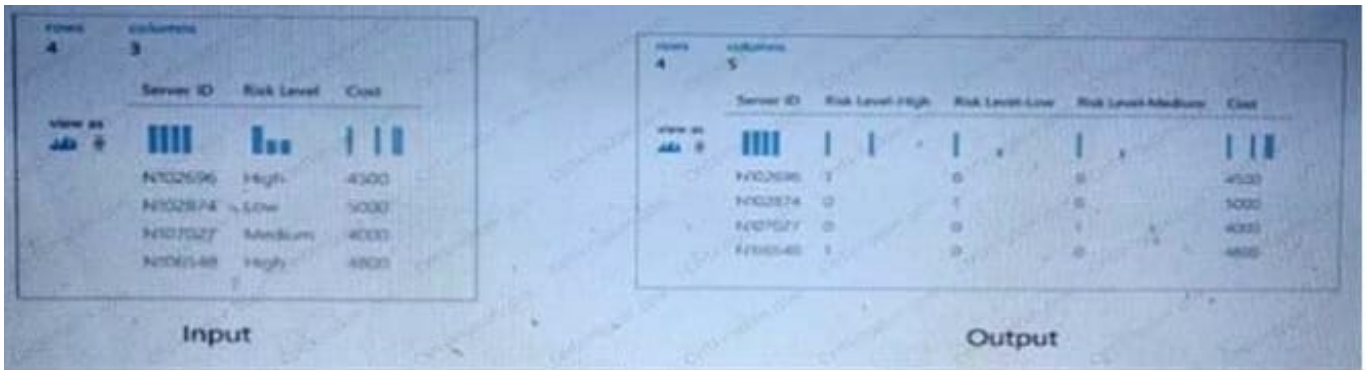 rows columns
4 3
Server ID Risk Level Cost
view as
N102696 High 4500
N102874 Low 5000
N107027 Medium 4000
N106548 High 4800
Input
rows columns
4 5
Server ID Risk Level-High Risk Level-Low Risk Level-Medium Cost
view as
N102696 1 0 0 4500
N102874 0 1 0 5000
N107027 0 0 1 4000
N106548 1 0 0 4800
Output